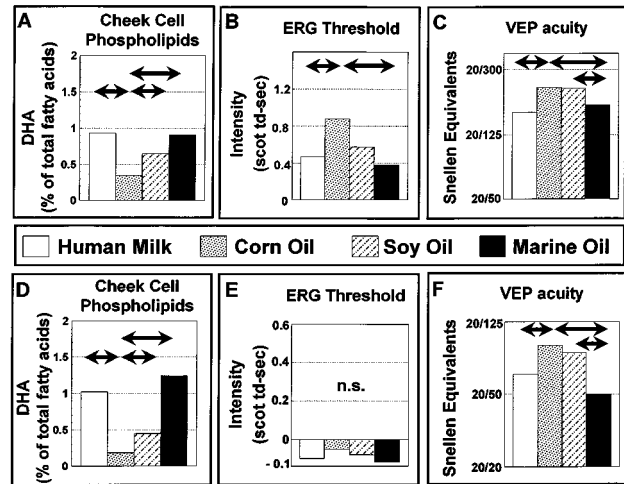 A
Cheek Cell
Phospholipids
DHA
(% of total fatty acids)
2
1.5
1
0.5
0
B
ERG Threshold
Intensity
(scot td-sec)
1.2
0.8
0.4
0
C
VEP acuity
Snellen Equivalents
20/300
20/125
20/50
Human Milk
Corn Oil
Soy Oil
Marine Oil
D
Cheek Cell
Phospholipids
DHA
(% of total fatty acids)
2
1.5
1
0.5
0
E
ERG Threshold
Intensity
(scot td-sec)
0.6
0.4
0.2
0
- 0.1
n.s.
F
VEP acuity
Snellen Equivalents
20/125
20/50
20/20